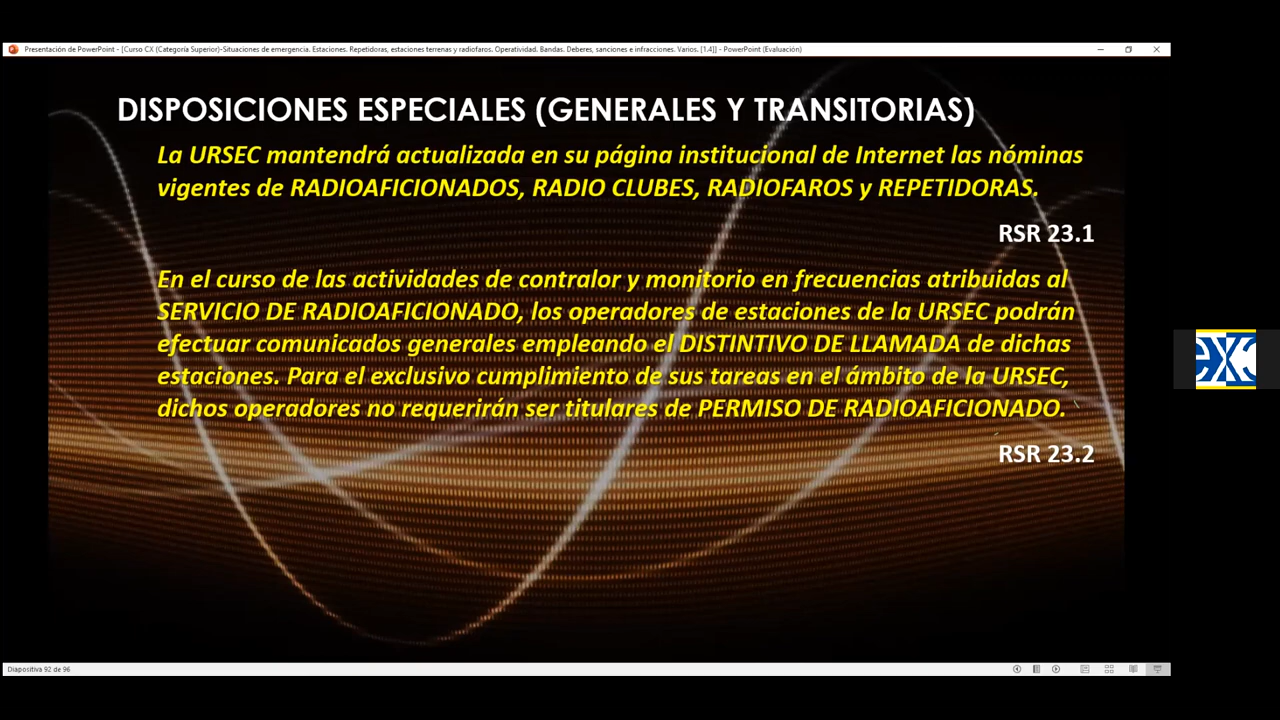 Presentación de PowerPoint - [Curso CX (Categoría Superior)-Situaciones de emergencia. Estaciones. Repetidoras, estaciones terrenas y radiofaros. Operatividad. Bandas. Deberes, sanciones e infracciones. Varios. [1.4]] - PowerPoint (Evaluación)
DISPOSICIONES ESPECIALES (GENERALES Y TRANSITORIAS)
La URSEC mantendrá actualizada en su página institucional de Internet las nóminas
vigentes de RADIOAFICIONADOS, RADIO CLUBES, RADIOFAROS y REPETIDORAS.
RSR 23.1
En el curso de las actividades de contralor y monitorio en frecuencias atribuidas al
SERVICIO DE RADIOAFICIONADO, los operadores de estaciones de la URSEC podrán
efectuar comunicados generales empleando el DISTINTIVO DE LLAMADA de dichas
estaciones. Para el exclusivo cumplimiento de sus tareas en el ámbito de la URSEC,
dichos operadores no requerirán ser titulares de PERMISO DE RADIOAFICIONADO.
RSR 23.2
Diapositiva 92 de 96